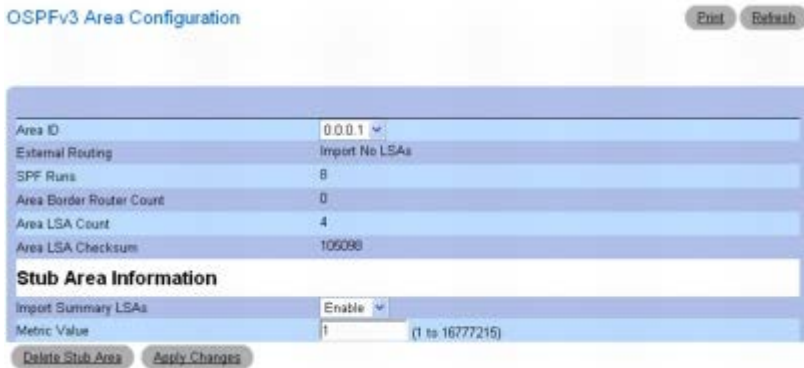 OSPFv3 Area Configuration
Print Refresh
Area ID 0.0.0.1
External Routing Import No LSAs
SPF Runs 8
Area Border Router Count 0
Area LSA Count 4
Area LSA Checksum 105098
Stub Area Information
Import Summary LSAs Enable
Metric Value 1 (1 to 16777215)
Delete Stub Area Apply Changes